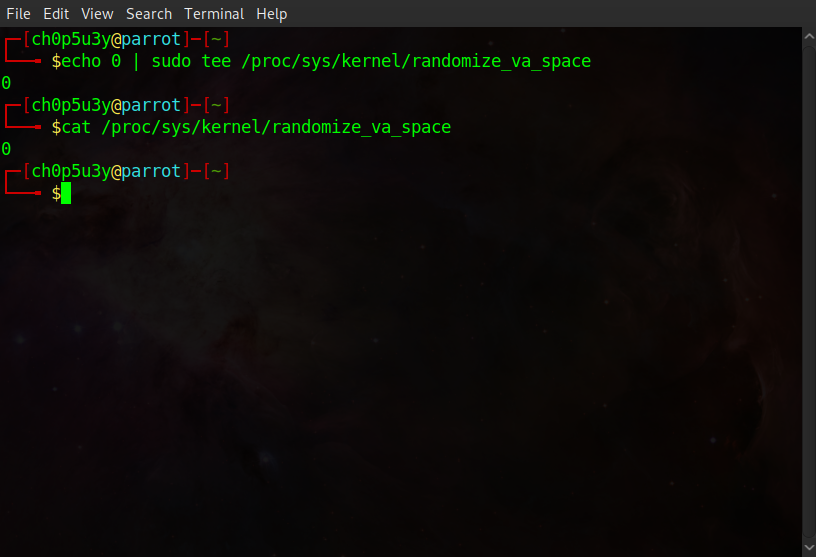 File Edit View Search Terminal Help
┌─[ch0p5u3y@parrot]─[~]
└──╼ $echo 0 | sudo tee /proc/sys/kernel/randomize_va_space
0
┌─[ch0p5u3y@parrot]─[~]
└──╼ $cat /proc/sys/kernel/randomize_va_space
0
┌─[ch0p5u3y@parrot]─[~]
└──╼ $